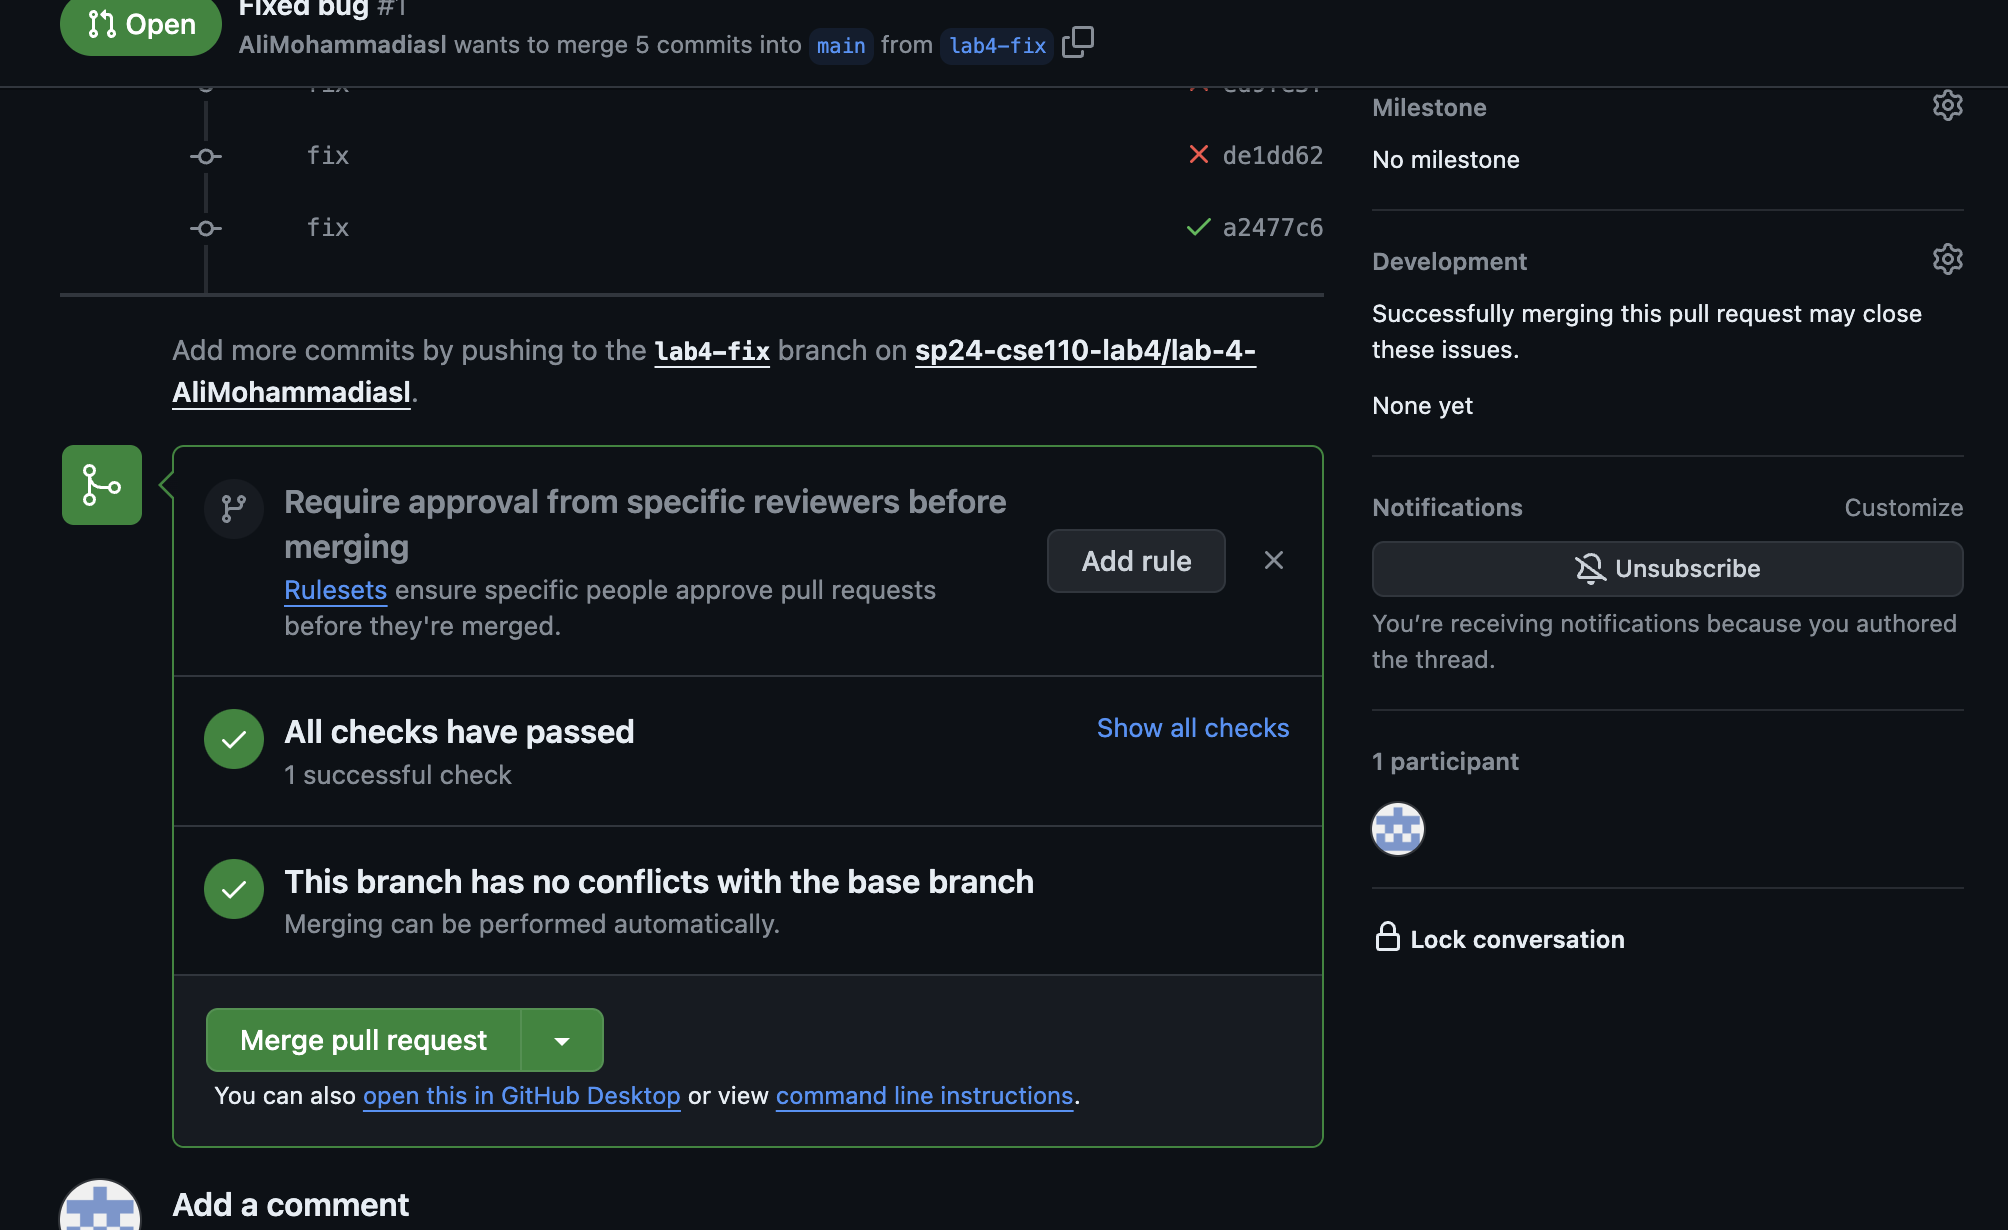 Open
Fixed bug #1
AliMohammadiasl wants to merge 5 commits into main from lab4-fix
fix
fix
de1dd62
fix
a2477c6
Add more commits by pushing to the lab4-fix branch on sp24-cse110-lab4/lab-4-
AliMohammadiasl.
Require approval from specific reviewers before
merging
Rulesets ensure specific people approve pull requests
before they're merged.
Add rule
All checks have passed
1 successful check
Show all checks
This branch has no conflicts with the base branch
Merging can be performed automatically.
Merge pull request
You can also open this in GitHub Desktop or view command line instructions.
Add a comment
Milestone
No milestone
Development
Successfully merging this pull request may close
these issues.
None yet
Notifications
Customize
Unsubscribe
You’re receiving notifications because you authored
the thread.
1 participant
Lock conversation